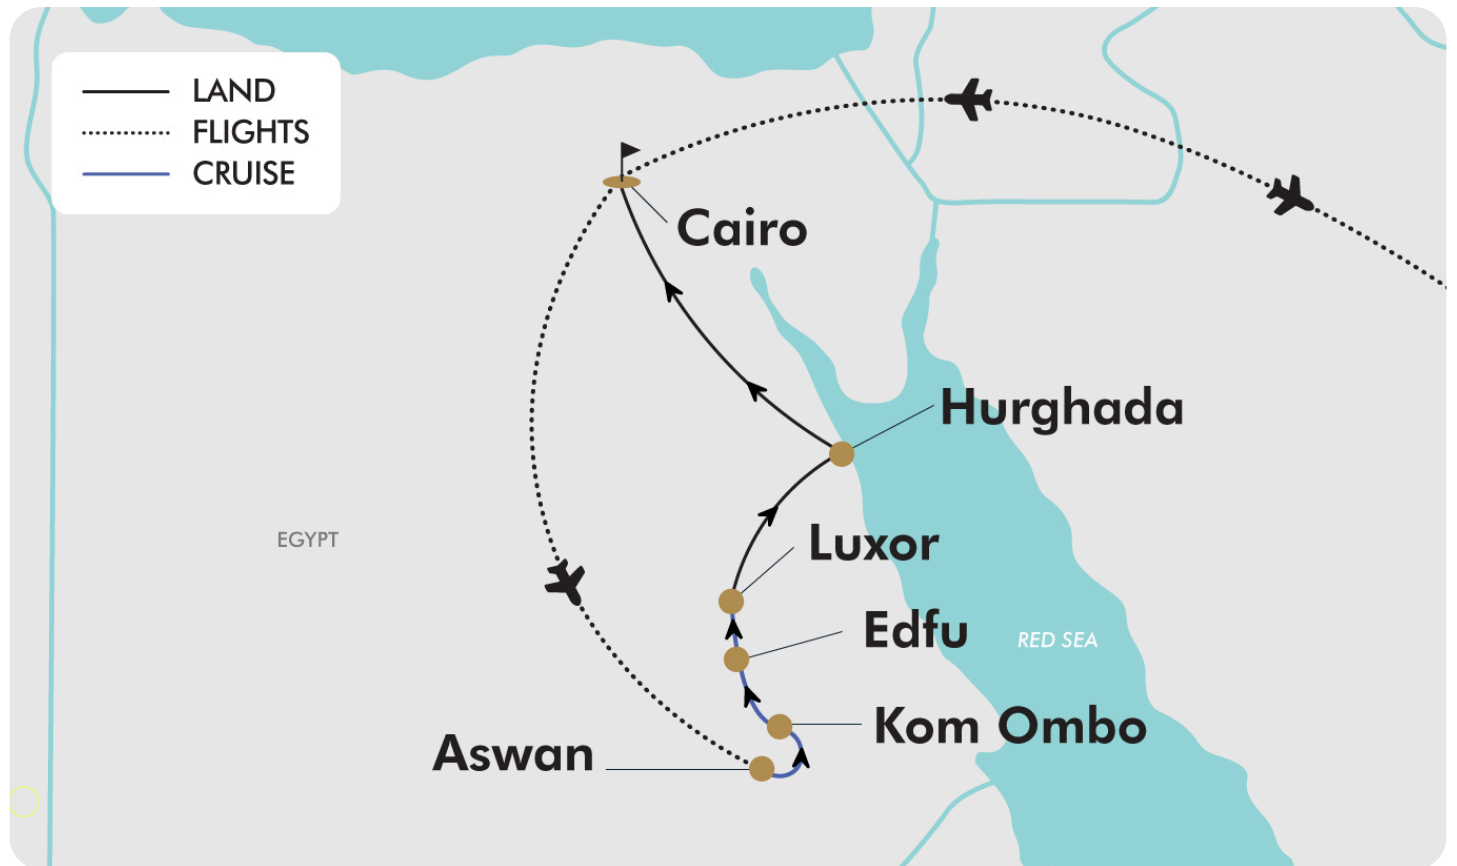 LAND
FLIGHTS
CRUISE
Cairo
Hurghada
EGYPT
Luxor
Edfu
RED SEA
Kom Ombo
Aswan